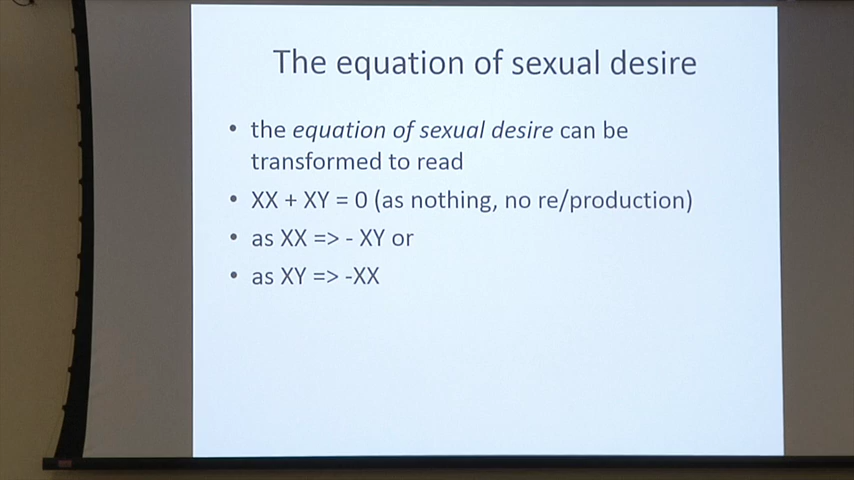 The equation of sexual desire
• the equation of sexual desire can be
transformed to read
• XX + XY = 0 (as nothing, no re/production)
• as XX => - XY or
• as XY => -XX